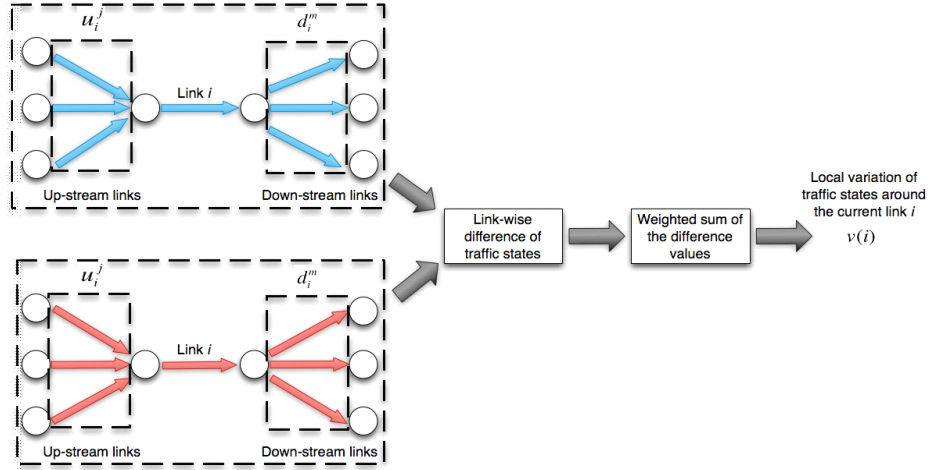 u_i^j
d_i^m
Link i
Up-stream links
Down-stream links
u_i^j
d_i^m
Link i
Up-stream links
Down-stream links
Link-wise
difference of
traffic states
Weighted sum of
the difference
values
Local variation of
traffic states around
the current link i
v(i)